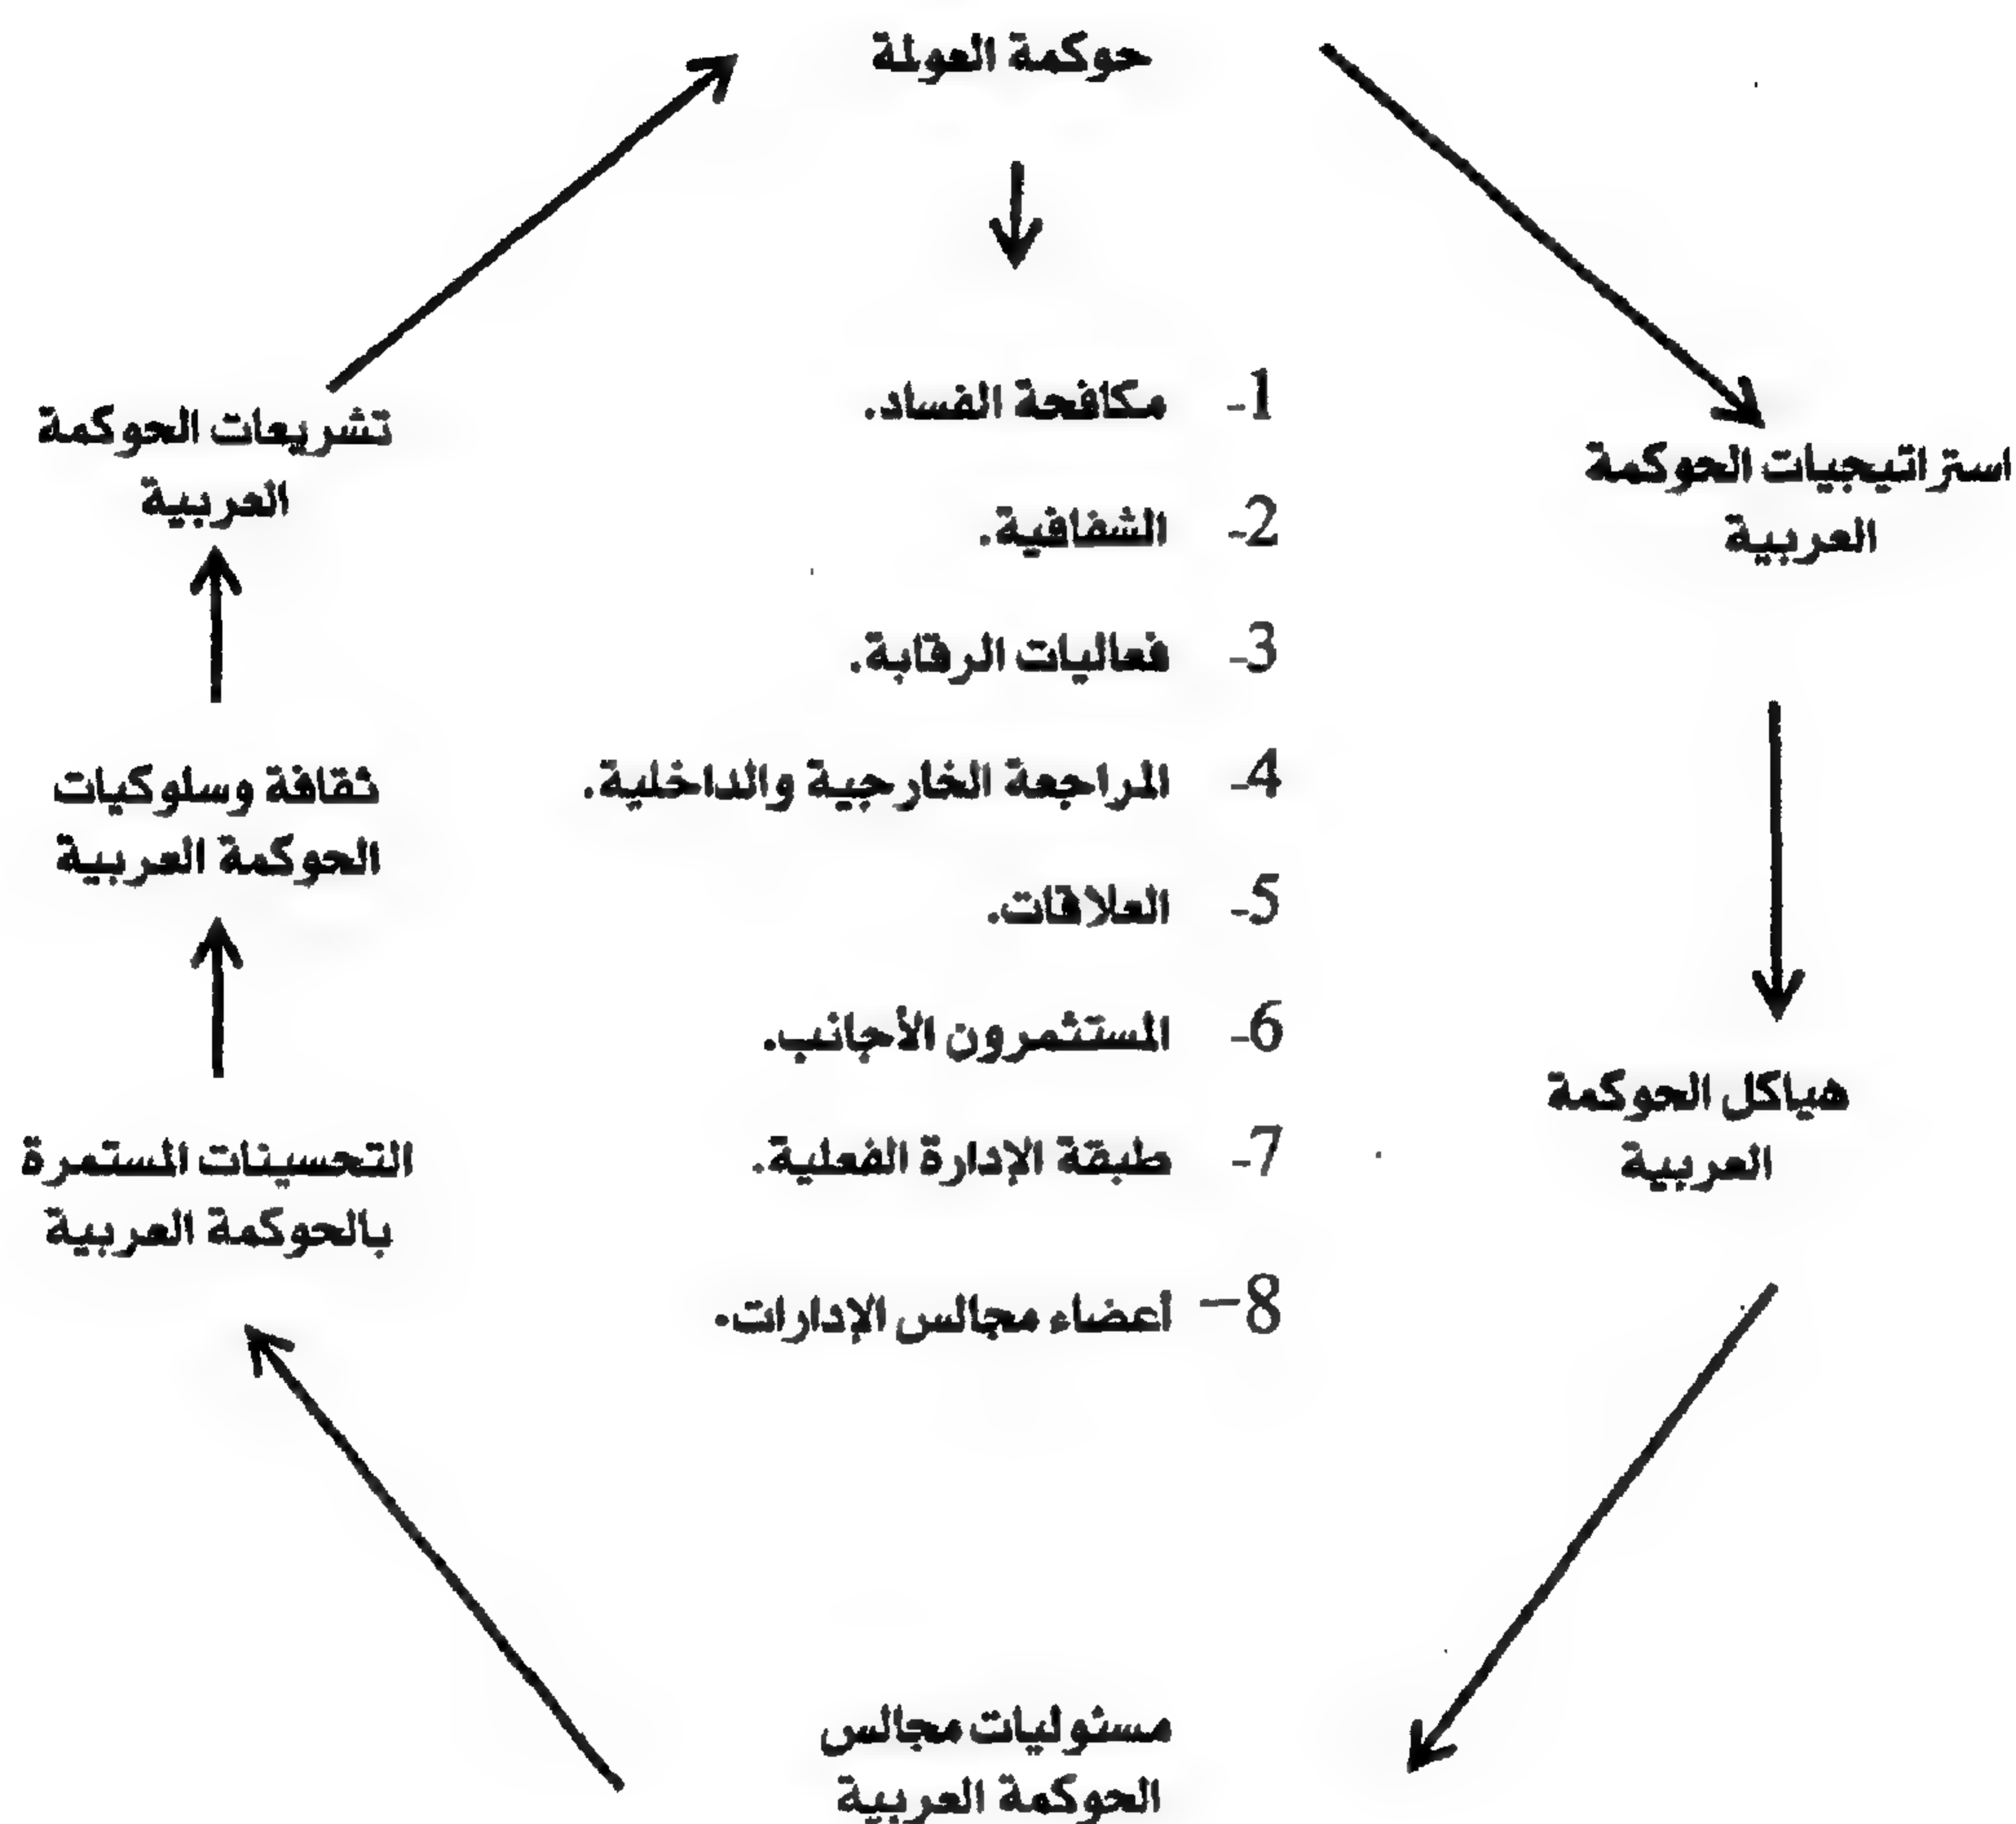 حوكمة العولمة
تشريعات الحوكمة
العربية
استراتيجيات الحوكمة
العربية
1- مكافحة الفساد.
2- الشفافية.
3- فعاليات الرقابة.
4- المراجعة الخارجية والداخلية.
5- العلاقات.
6- المستثمرون الأجانب.
7- طبقة الإدارة الفعلية.
8– أعضاء مجالس الإدارات.
ثقافة وسلوكيات
الحوكمة العربية
هياكل الحوكمة
العربية
التحسينات المستمرة
بالحوكمة العربية
مسئوليات مجالس
الحوكمة العربية